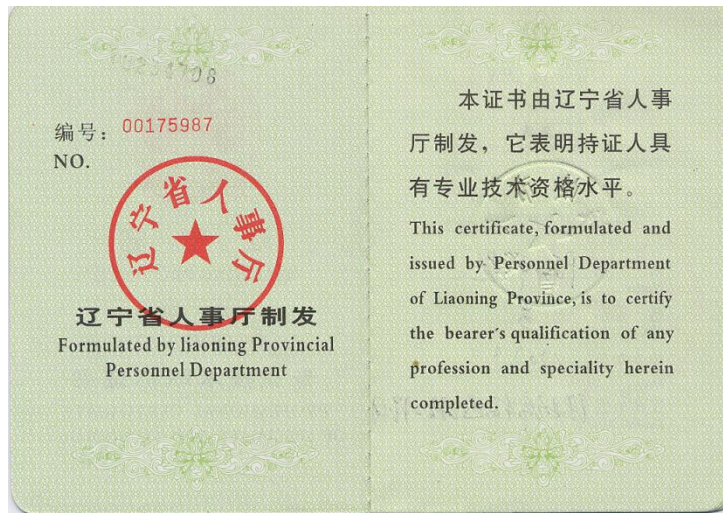 编号：00175987
NO.
辽宁省人事厅
辽宁省人事厅制发
Formulated by liaoning Provincial
Personnel Department
本证书由辽宁省人事
厅制发，它表明持证人具
有专业技术资格水平。
This certificate, formulated and
issued by Personnel Department
of Liaoning Province, is to certify
the bearer's qualification of any
profession and speciality herein
completed.